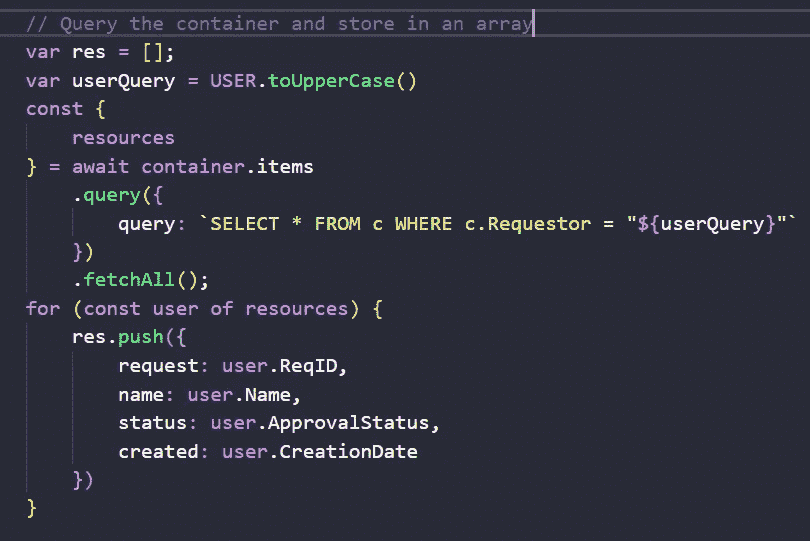 // Query the container and store in an array
var res = [];
var userQuery = USER.toUpperCase()
const {
    resources
} = await container.items
    .query({
        query: `SELECT * FROM c WHERE c.Requestor = "${userQuery}"`
    })
    .fetchAll();
for (const user of resources) {
    res.push({
        request: user.ReqID,
        name: user.Name,
        status: user.ApprovalStatus,
        created: user.CreationDate
    })
}